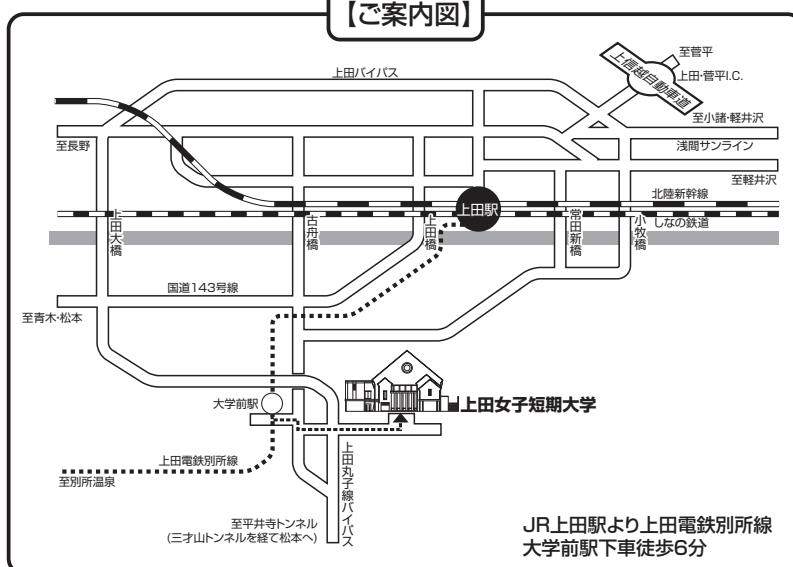 【ご案内図】
至菅平
上信越自動車道
上田・菅平I.C.
上田バイパス
至小諸・軽井沢
浅間サンライン
至長野
至軽井沢
北陸新幹線
上田駅
しなの鉄道
上田大橋
古舟橋
上田橋
常田新橋
小牧橋
国道143号線
至青木・松本
大学前駅
上田女子短期大学
上田電鉄別所線
至別所温泉
上田丸子線バイパス
至平井寺トンネル
(三才山トンネルを経て松本へ)
JR上田駅より上田電鉄別所線
大学前駅下車徒歩6分